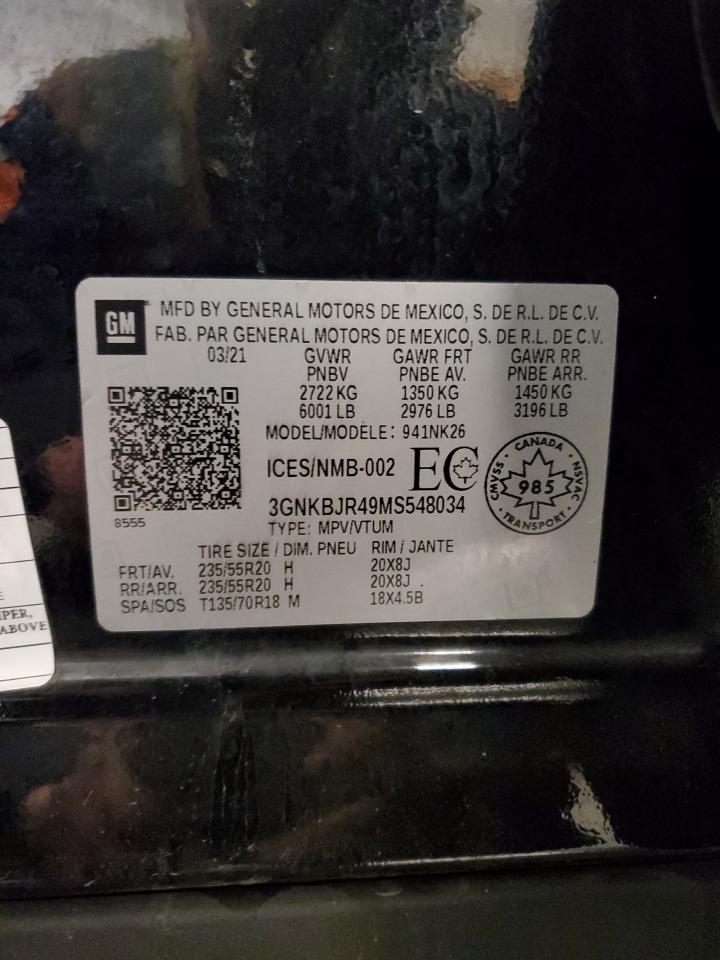 GM
MFD BY GENERAL MOTORS DE MEXICO, S. DE R.L. DE C.V.
FAB. PAR GENERAL MOTORS DE MEXICO, S. DE R.L. DE C.V.
03/21 GVWR GAWR FRT GAWR RR
PNBV PNBE AV. PNBE ARR.
2722 KG 1350 KG 1450 KG
6001 LB 2976 LB 3196 LB
MODEL/MODÈLE: 941NK26
ICES/NMB-002 EC
CANADA
CMVSS · NSVAC
985
TRANSPORT
3GNKBJR49MS548034
8555
TYPE: MPV/VTUM
TIRE SIZE / DIM. PNEU RIM / JANTE
FRT/AV. 235/55R20 H 20X8J
RR/ARR. 235/55R20 H 20X8J .
SPA/SOS T135/70R18 M 18X4.5B
ABOVE